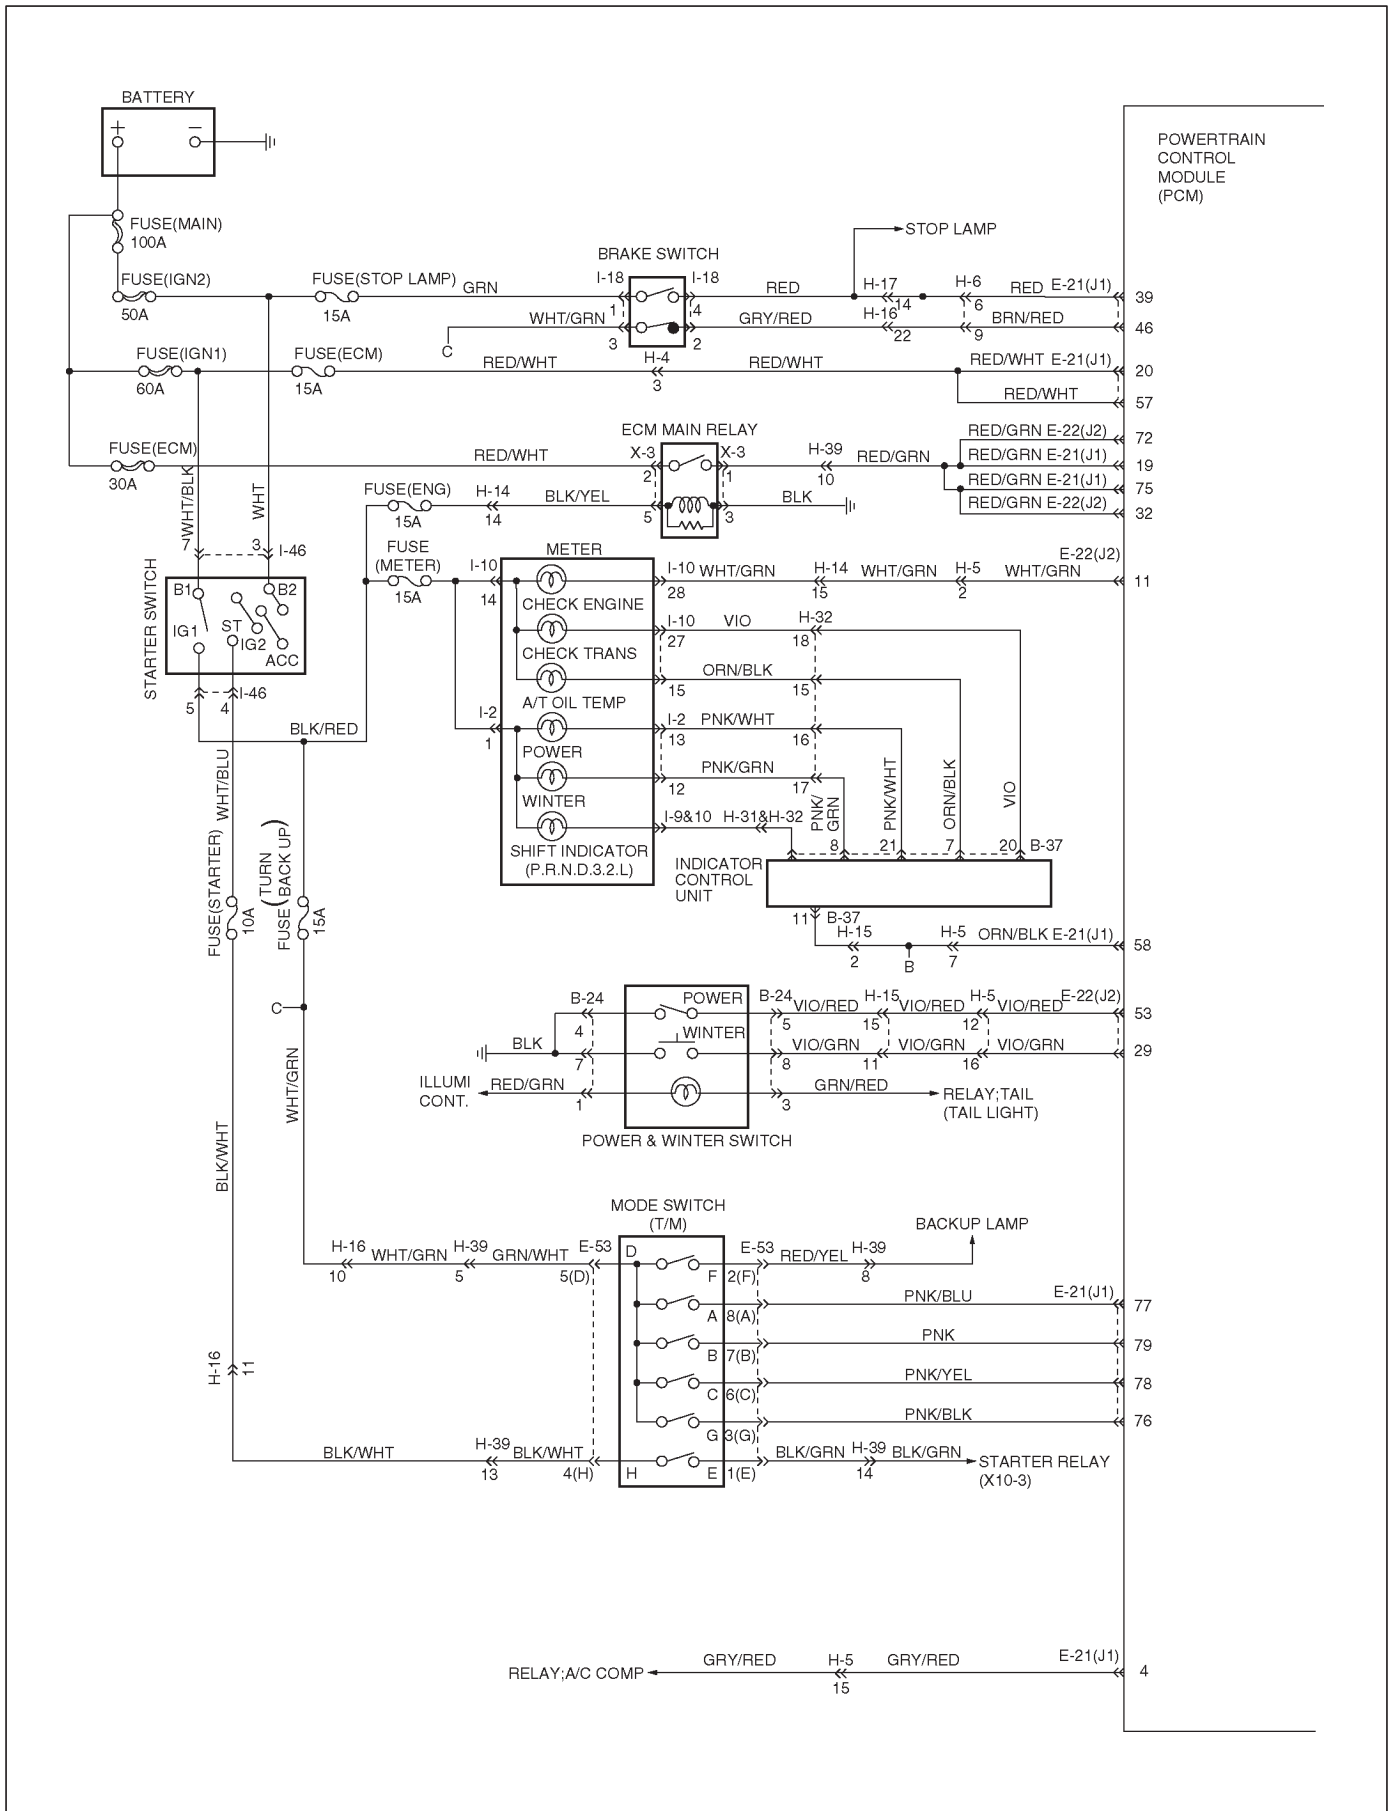 BATTERY
+
−
POWERTRAIN
CONTROL
MODULE
(PCM)
FUSE(MAIN)
100A
STOP LAMP
BRAKE SWITCH
FUSE(IGN2)
50A
FUSE(STOP LAMP)
15A
GRN
I-18
I-18
1
4
RED
H-17
14
H-6
6
RED E-21(J1)
39
C
WHT/GRN
3
2
GRY/RED
H-16
22
9
BRN/RED
46
FUSE(IGN1)
60A
FUSE(ECM)
15A
RED/WHT
H-4
3
RED/WHT
RED/WHT E-21(J1)
20
RED/WHT
57
ECM MAIN RELAY
FUSE(ECM)
30A
RED/WHT
X-3
2
X-3
1
H-39
10
RED/GRN
RED/GRN E-22(J2)
72
RED/GRN E-21(J1)
19
RED/GRN E-21(J1)
75
RED/GRN E-22(J2)
32
FUSE(ENG)
15A
H-14
14
BLK/YEL
5
3
BLK
WHT/BLK
WHT
7
3
I-46
STARTER SWITCH
B1
B2
IG1
ST
IG2
ACC
5
4
I-46
FUSE
(METER)
15A
METER
I-10
14
I-10
28
WHT/GRN
H-14
15
WHT/GRN
H-5
2
WHT/GRN
E-22(J2)
11
CHECK ENGINE
I-10
27
VIO
H-32
18
CHECK TRANS
15
ORN/BLK
15
A/T OIL TEMP
I-2
1
I-2
13
PNK/WHT
16
POWER
12
PNK/GRN
17
WINTER
I-9&10
H-31&H-32
SHIFT INDICATOR
(P.R.N.D.3.2.L)
PNK/
GRN
PNK/WHT
ORN/BLK
VIO
8
21
7
20
B-37
INDICATOR
CONTROL
UNIT
11
B-37
H-15
2
B
H-5
7
ORN/BLK E-21(J1)
58
BLK/RED
WHT/BLU
FUSE(STARTER)
10A
FUSE
(TURN
BACK UP)
15A
C
WHT/GRN
BLK/WHT
B-24
4
POWER
B-24
5
VIO/RED
H-15
15
VIO/RED
H-5
12
VIO/RED
E-22(J2)
53
BLK
7
WINTER
8
VIO/GRN
11
VIO/GRN
16
VIO/GRN
29
ILLUMI
CONT.
RED/GRN
1
3
GRN/RED
RELAY;TAIL
(TAIL LIGHT)
POWER & WINTER SWITCH
MODE SWITCH
(T/M)
BACKUP LAMP
H-16
10
WHT/GRN
H-39
5
GRN/WHT
E-53
5(D)
D
F
E-53
2(F)
RED/YEL
H-39
8
A
8(A)
PNK/BLU
E-21(J1)
77
B
7(B)
PNK
79
C
6(C)
PNK/YEL
78
G
3(G)
PNK/BLK
76
H-16
11
BLK/WHT
H-39
13
BLK/WHT
4(H)
H
E
1(E)
BLK/GRN
H-39
14
BLK/GRN
STARTER RELAY
(X10-3)
RELAY;A/C COMP
GRY/RED
H-5
15
GRY/RED
E-21(J1)
4